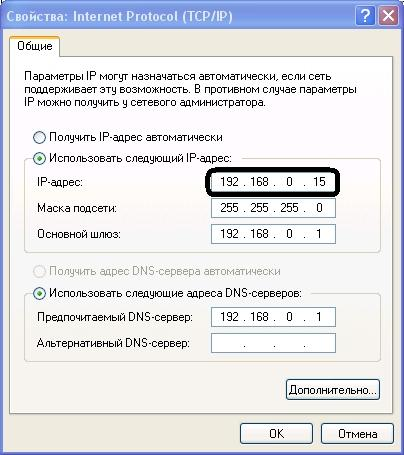 Свойства: Internet Protocol (TCP/IP)
Общие
Параметры IP могут назначаться автоматически, если сеть
поддерживает эту возможность. В противном случае параметры
IP можно получить у сетевого администратора.
Получить IP-адрес автоматически
Использовать следующий IP-адрес:
IP-адрес: 192 . 168 . 0 . 15
Маска подсети: 255 . 255 . 255 . 0
Основной шлюз: 192 . 168 . 0 . 1
Получить адрес DNS-сервера автоматически
Использовать следующие адреса DNS-серверов:
Предпочитаемый DNS-сервер: 192 . 168 . 0 . 1
Альтернативный DNS-сервер: . . .
Дополнительно...
OK Отмена